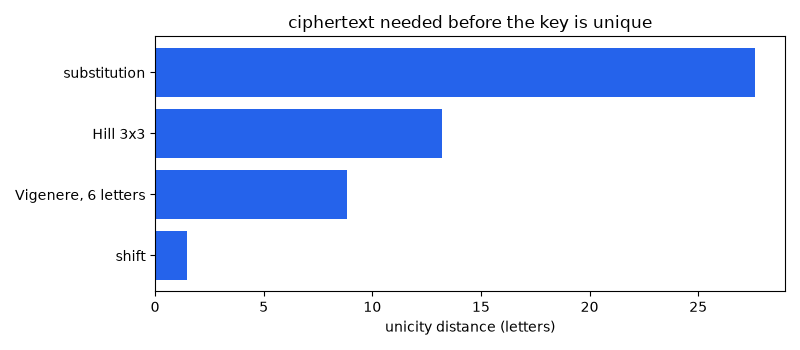 ciphertext needed before the key is unique
substitution
Hill 3x3
Vigenere, 6 letters
shift
0 5 10 15 20 25
unicity distance (letters)